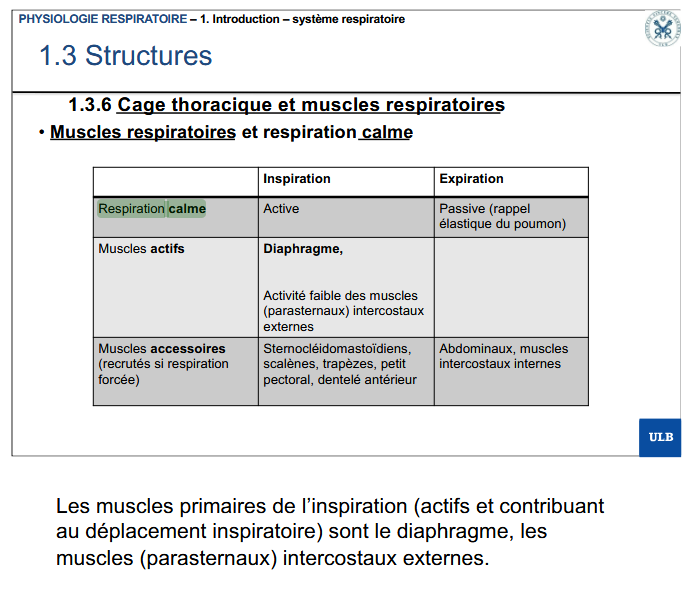 PHYSIOLOGIE RESPIRATOIRE – 1. Introduction – système respiratoire
1.3 Structures
1.3.6 Cage thoracique et muscles respiratoires
• Muscles respiratoires et respiration calme
Inspiration
Expiration
Respiration calme
Active
Passive (rappel
élastique du poumon)
Muscles actifs
Diaphragme,
Activité faible des muscles
(parasternaux) intercostaux
externes
Muscles accessoires
(recrutés si respiration
forcée)
Sternocléidomastoïdiens,
scalènes, trapèzes, petit
pectoral, dentelé antérieur
Abdominaux, muscles
intercostaux internes
ULB
Les muscles primaires de l’inspiration (actifs et contribuant
au déplacement inspiratoire) sont le diaphragme, les
muscles (parasternaux) intercostaux externes.